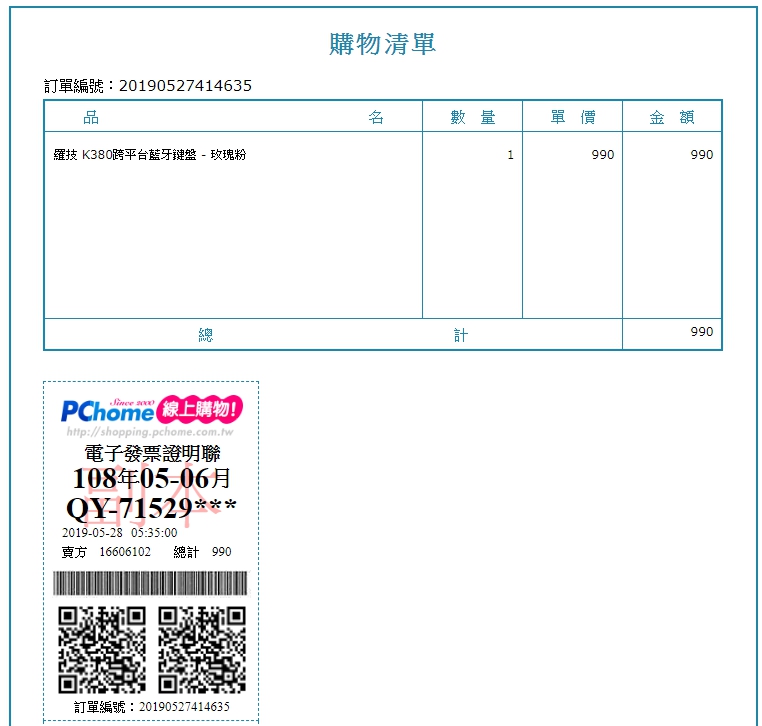 購物清單
訂單編號：20190527414635
品 名 數 量 單 價 金 額
羅技 K380跨平台藍牙鍵盤 - 玫瑰粉 1 990 990
總 計 990
Since 2000
PChome 線上購物!
http://shopping.pchome.com.tw
電子發票證明聯
副本
108年05-06月
QY-71529***
2019-05-28 05:35:00
賣方 16606102 總計 990
訂單編號：20190527414635